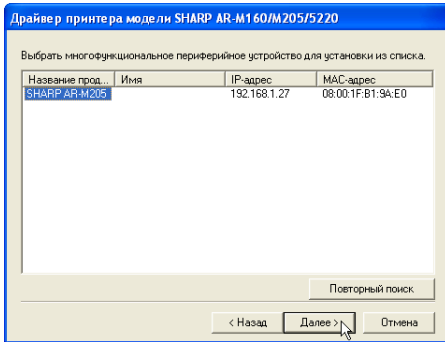 Драйвер принтера модели SHARP AR-M160/M205/5220
Выбрать многофункциональное периферийное устройство для установки из списка.
Название прод... Имя IP-адрес MAC-адрес
SHARP AR-M205 192.168.1.27 08:00:1F:B1:9A:E0
Повторный поиск
< Назад Далее > Отмена